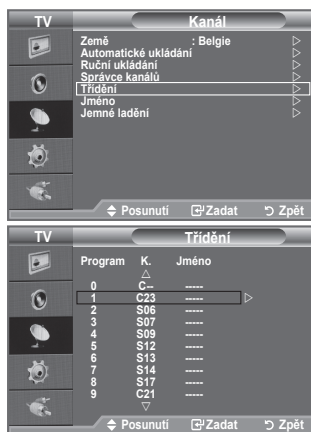 TV Kanál
Země : Belgie
Automatické ukládání
Ruční ukládání
Správce kanálů
Třídění
Jméno
Jemné ladění
Posunutí Zadat Zpět
TV Třídění
Program K. Jméno
0 C-- -----
1 C23 -----
2 S06 -----
3 S07 -----
4 S09 -----
5 S12 -----
6 S13 -----
7 S14 -----
8 S17 -----
9 C21 -----
Posunutí Zadat Zpět